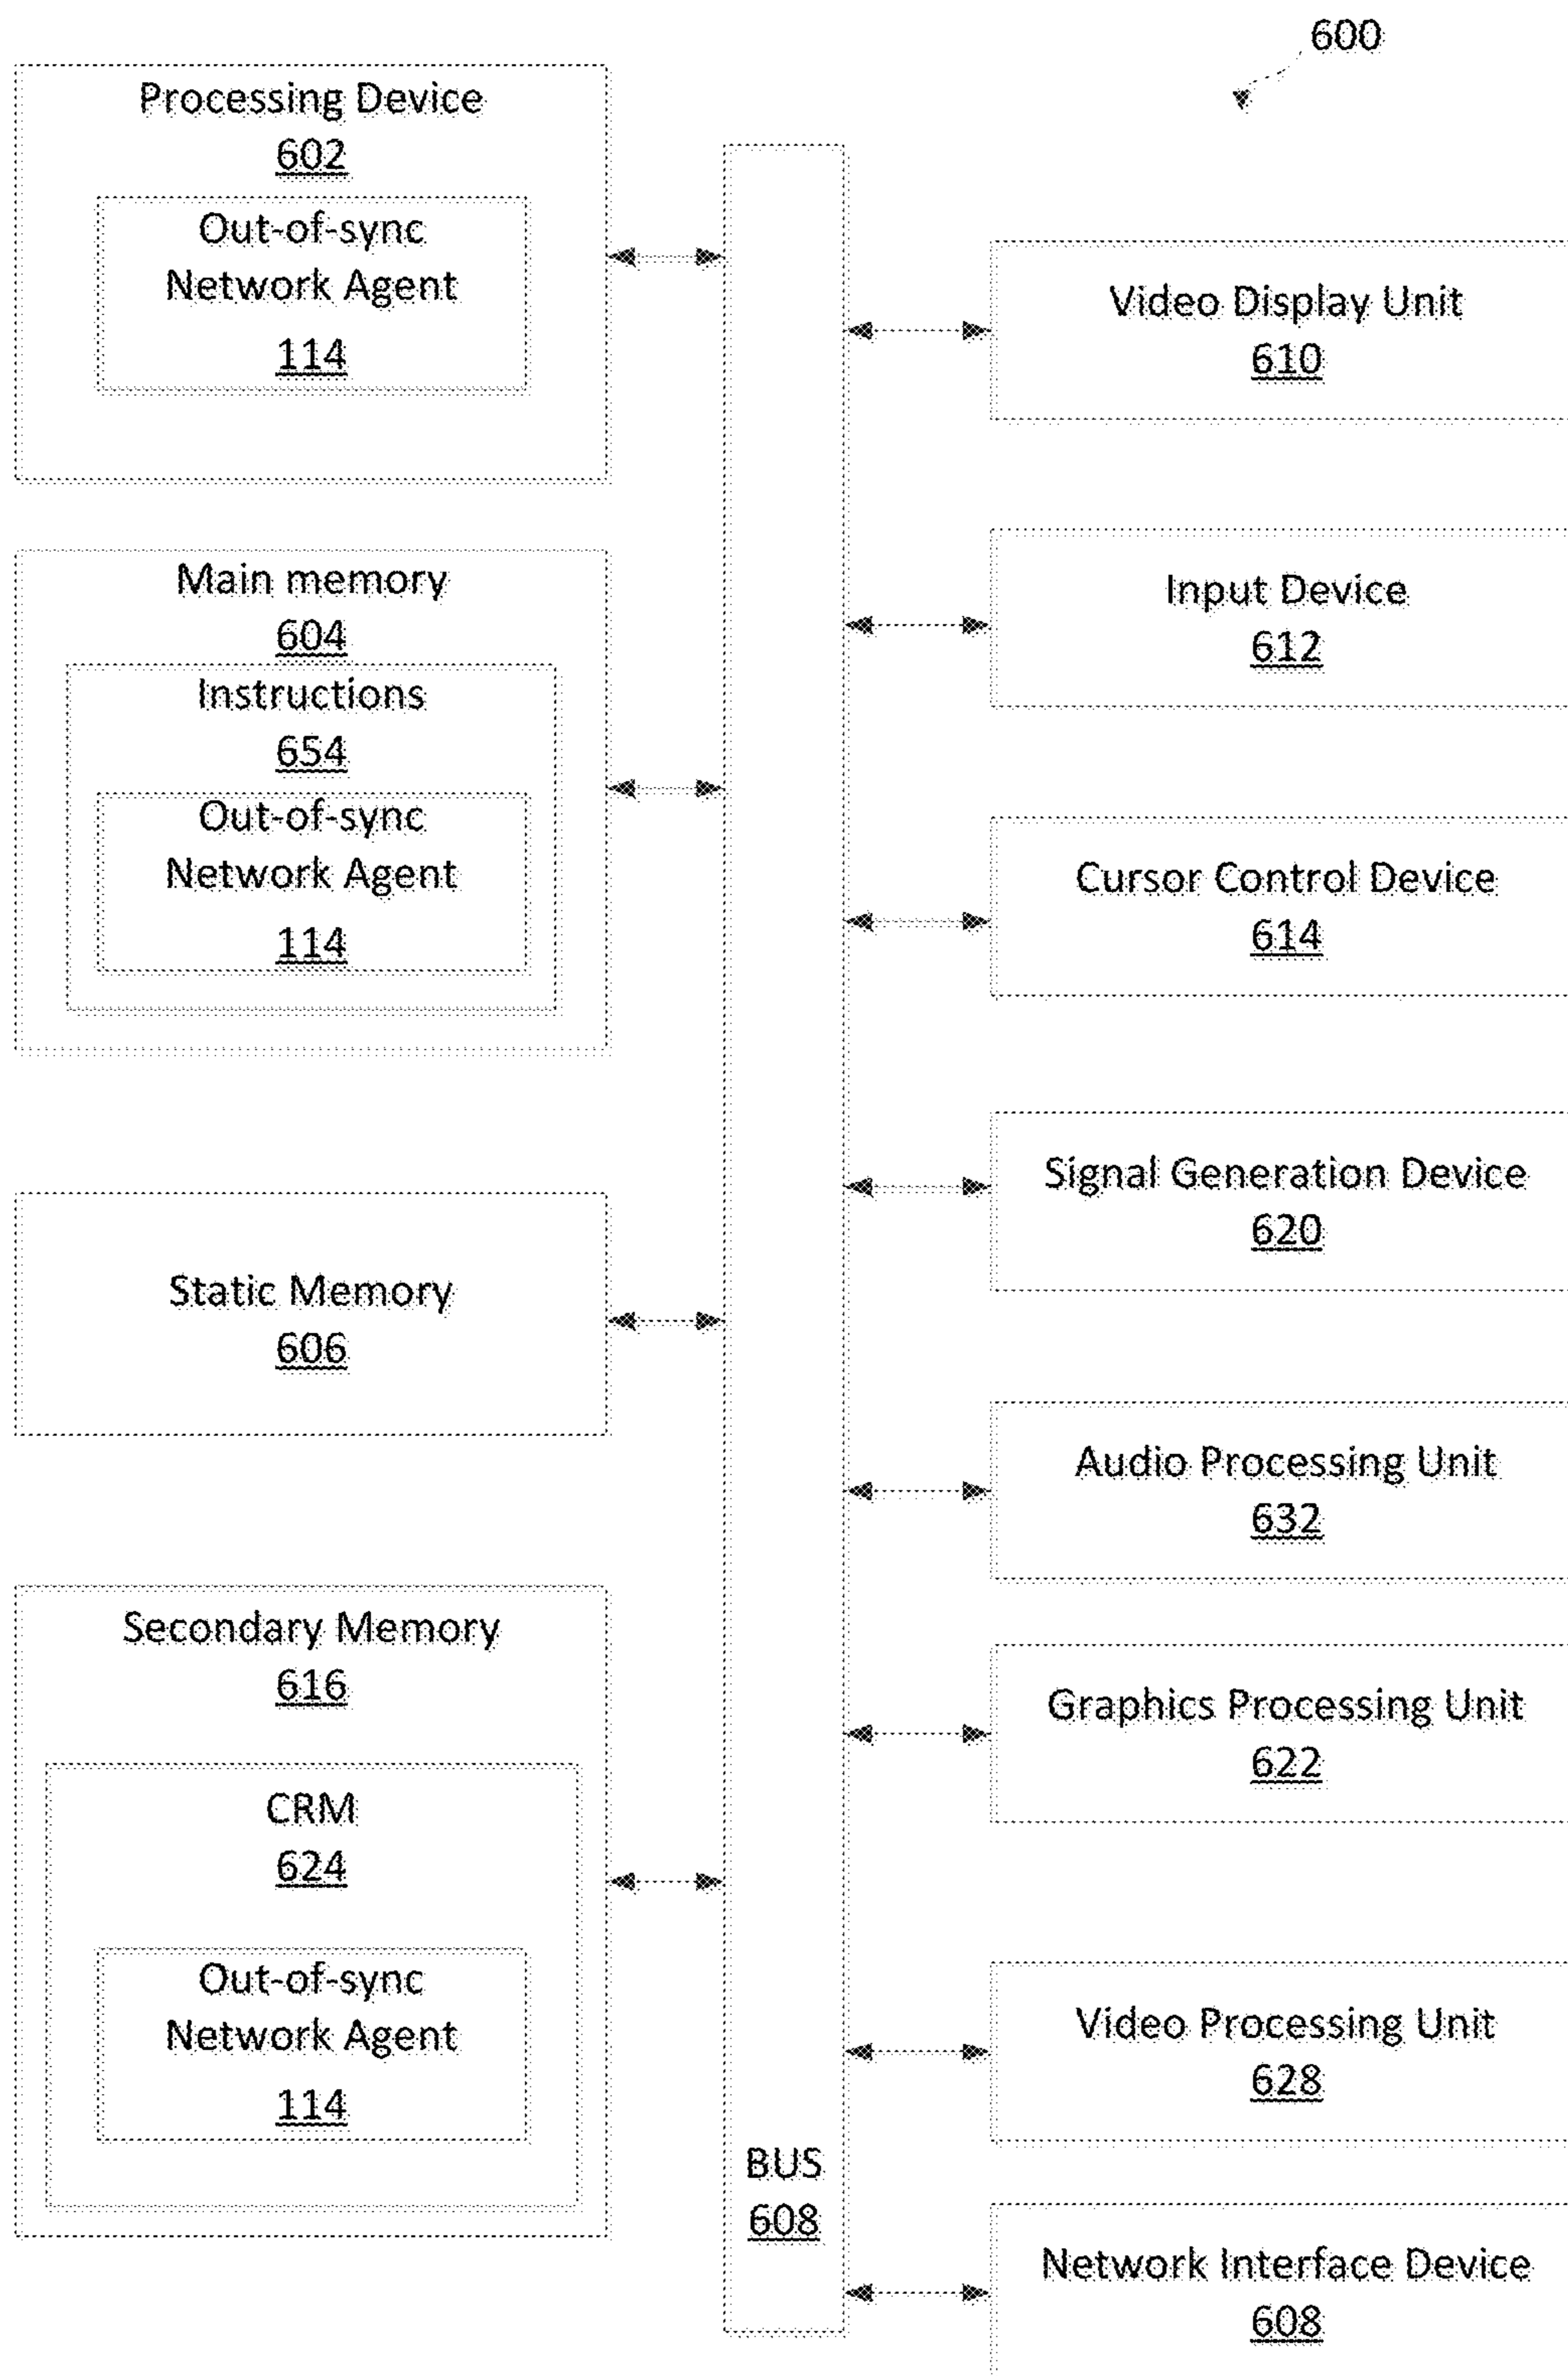 600
Processing Device
602
Out-of-sync
Network Agent
114
Main memory
604
Instructions
654
Out-of-sync
Network Agent
114
Static Memory
606
Secondary Memory
616
CRM
624
Out-of-sync
Network Agent
114
BUS
608
Video Display Unit
610
Input Device
612
Cursor Control Device
614
Signal Generation Device
620
Audio Processing Unit
632
Graphics Processing Unit
622
Video Processing Unit
628
Network Interface Device
608